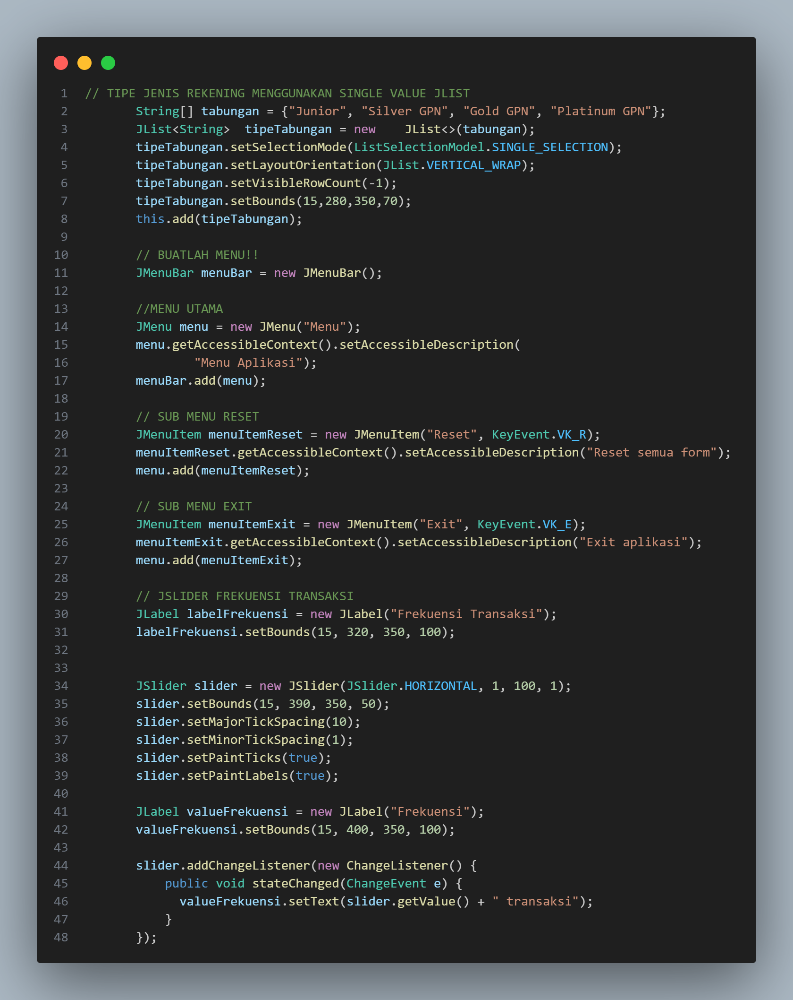 1 // TIPE JENIS REKENING MENGGUNAKAN SINGLE VALUE JLIST
2 String[] tabungan = {"Junior", "Silver GPN", "Gold GPN", "Platinum GPN"};
3 JList<String>  tipeTabungan = new    JList<>(tabungan);
4 tipeTabungan.setSelectionMode(ListSelectionModel.SINGLE_SELECTION);
5 tipeTabungan.setLayoutOrientation(JList.VERTICAL_WRAP);
6 tipeTabungan.setVisibleRowCount(-1);
7 tipeTabungan.setBounds(15,280,350,70);
8 this.add(tipeTabungan);
9
10 // BUATLAH MENU!!
11 JMenuBar menuBar = new JMenuBar();
12
13 //MENU UTAMA
14 JMenu menu = new JMenu("Menu");
15 menu.getAccessibleContext().setAccessibleDescription(
16 "Menu Aplikasi");
17 menuBar.add(menu);
18
19 // SUB MENU RESET
20 JMenuItem menuItemReset = new JMenuItem("Reset", KeyEvent.VK_R);
21 menuItemReset.getAccessibleContext().setAccessibleDescription("Reset semua form");
22 menu.add(menuItemReset);
23
24 // SUB MENU EXIT
25 JMenuItem menuItemExit = new JMenuItem("Exit", KeyEvent.VK_E);
26 menuItemExit.getAccessibleContext().setAccessibleDescription("Exit aplikasi");
27 menu.add(menuItemExit);
28
29 // JSLIDER FREKUENSI TRANSAKSI
30 JLabel labelFrekuensi = new JLabel("Frekuensi Transaksi");
31 labelFrekuensi.setBounds(15, 320, 350, 100);
32
33
34 JSlider slider = new JSlider(JSlider.HORIZONTAL, 1, 100, 1);
35 slider.setBounds(15, 390, 350, 50);
36 slider.setMajorTickSpacing(10);
37 slider.setMinorTickSpacing(1);
38 slider.setPaintTicks(true);
39 slider.setPaintLabels(true);
40
41 JLabel valueFrekuensi = new JLabel("Frekuensi");
42 valueFrekuensi.setBounds(15, 400, 350, 100);
43
44 slider.addChangeListener(new ChangeListener() {
45 public void stateChanged(ChangeEvent e) {
46 valueFrekuensi.setText(slider.getValue() + " transaksi");
47 }
48 });